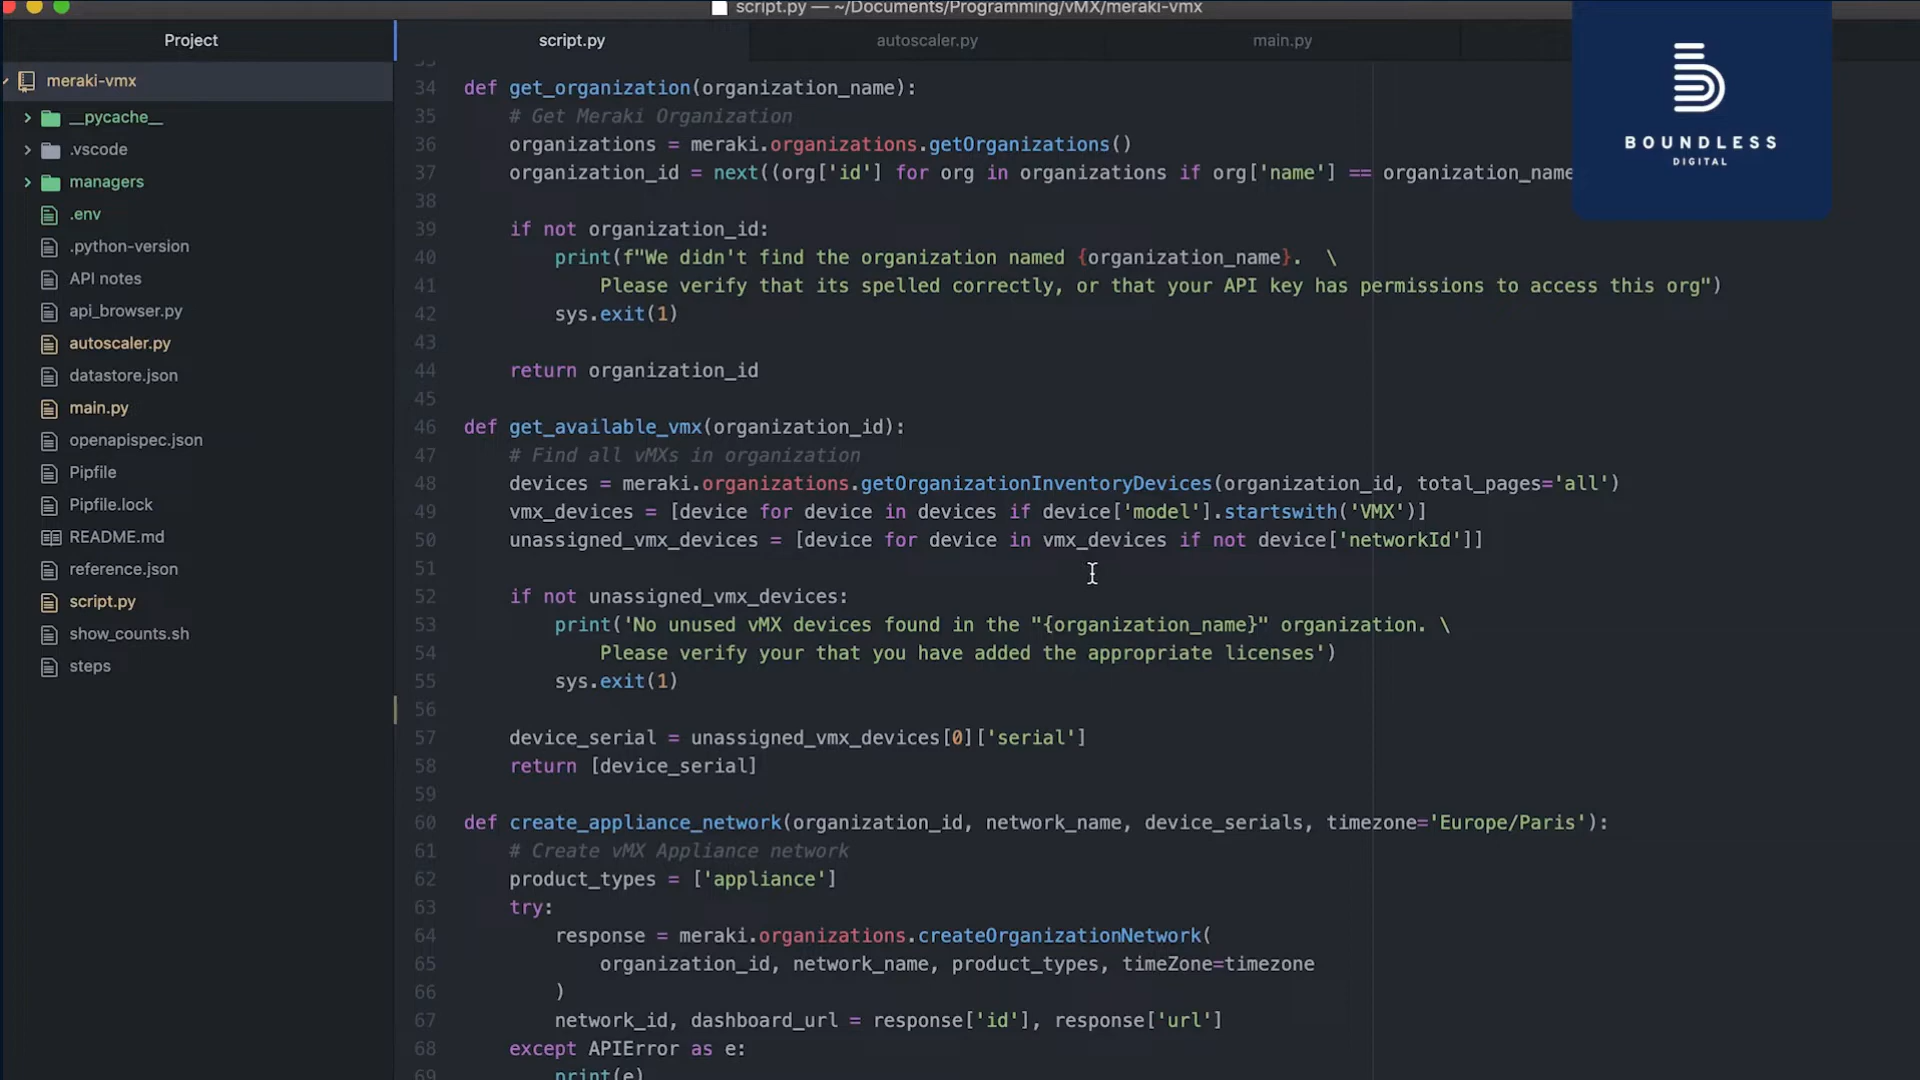 script.py — ~/Documents/Programming/vMX/meraki-vmx
Project
script.py
autoscaler.py
main.py
BOUNDLESS
DIGITAL
meraki-vmx
__pycache__
.vscode
managers
.env
.python-version
API notes
api_browser.py
autoscaler.py
datastore.json
main.py
openapispec.json
Pipfile
Pipfile.lock
README.md
reference.json
script.py
show_counts.sh
steps
33
34 def get_organization(organization_name):
35 # Get Meraki Organization
36 organizations = meraki.organizations.getOrganizations()
37 organization_id = next((org['id'] for org in organizations if org['name'] == organization_name
38
39 if not organization_id:
40 print(f"We didn't find the organization named {organization_name}. \
41 Please verify that its spelled correctly, or that your API key has permissions to access this org")
42 sys.exit(1)
43
44 return organization_id
45
46 def get_available_vmx(organization_id):
47 # Find all vMXs in organization
48 devices = meraki.organizations.getOrganizationInventoryDevices(organization_id, total_pages='all')
49 vmx_devices = [device for device in devices if device['model'].startswith('VMX')]
50 unassigned_vmx_devices = [device for device in vmx_devices if not device['networkId']]
51
52 if not unassigned_vmx_devices:
53 print('No unused vMX devices found in the "{organization_name}" organization. \
54 Please verify your that you have added the appropriate licenses')
55 sys.exit(1)
56
57 device_serial = unassigned_vmx_devices[0]['serial']
58 return [device_serial]
59
60 def create_appliance_network(organization_id, network_name, device_serials, timezone='Europe/Paris'):
61 # Create vMX Appliance network
62 product_types = ['appliance']
63 try:
64 response = meraki.organizations.createOrganizationNetwork(
65 organization_id, network_name, product_types, timeZone=timezone
66 )
67 network_id, dashboard_url = response['id'], response['url']
68 except APIError as e:
69 print(e)